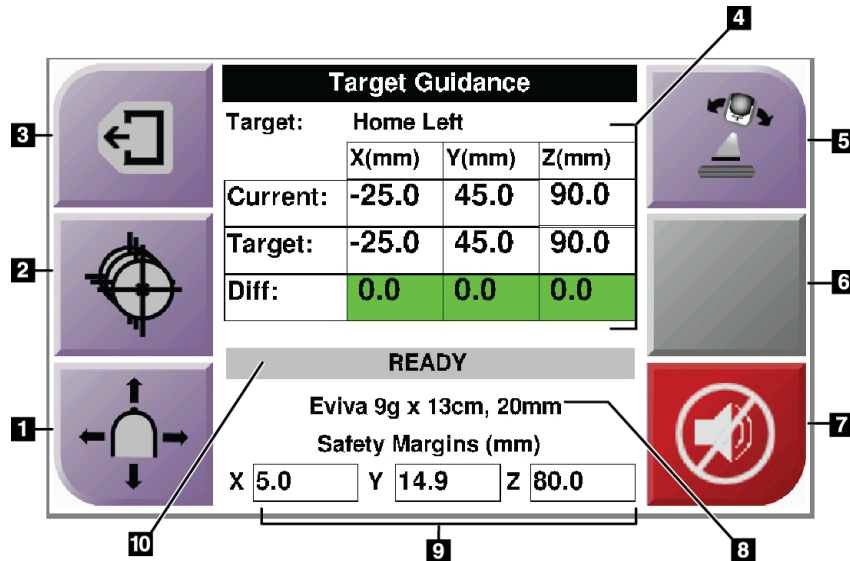 4
Target Guidance
3
Target: Home Left
5
X(mm) Y(mm) Z(mm)
Current: -25.0 45.0 90.0
Target: -25.0 45.0 90.0
2
Diff: 0.0 0.0 0.0
6
READY
1
Eviva 9g x 13cm, 20mm
7
Safety Margins (mm)
X 5.0 Y 14.9 Z 80.0
10
9
8